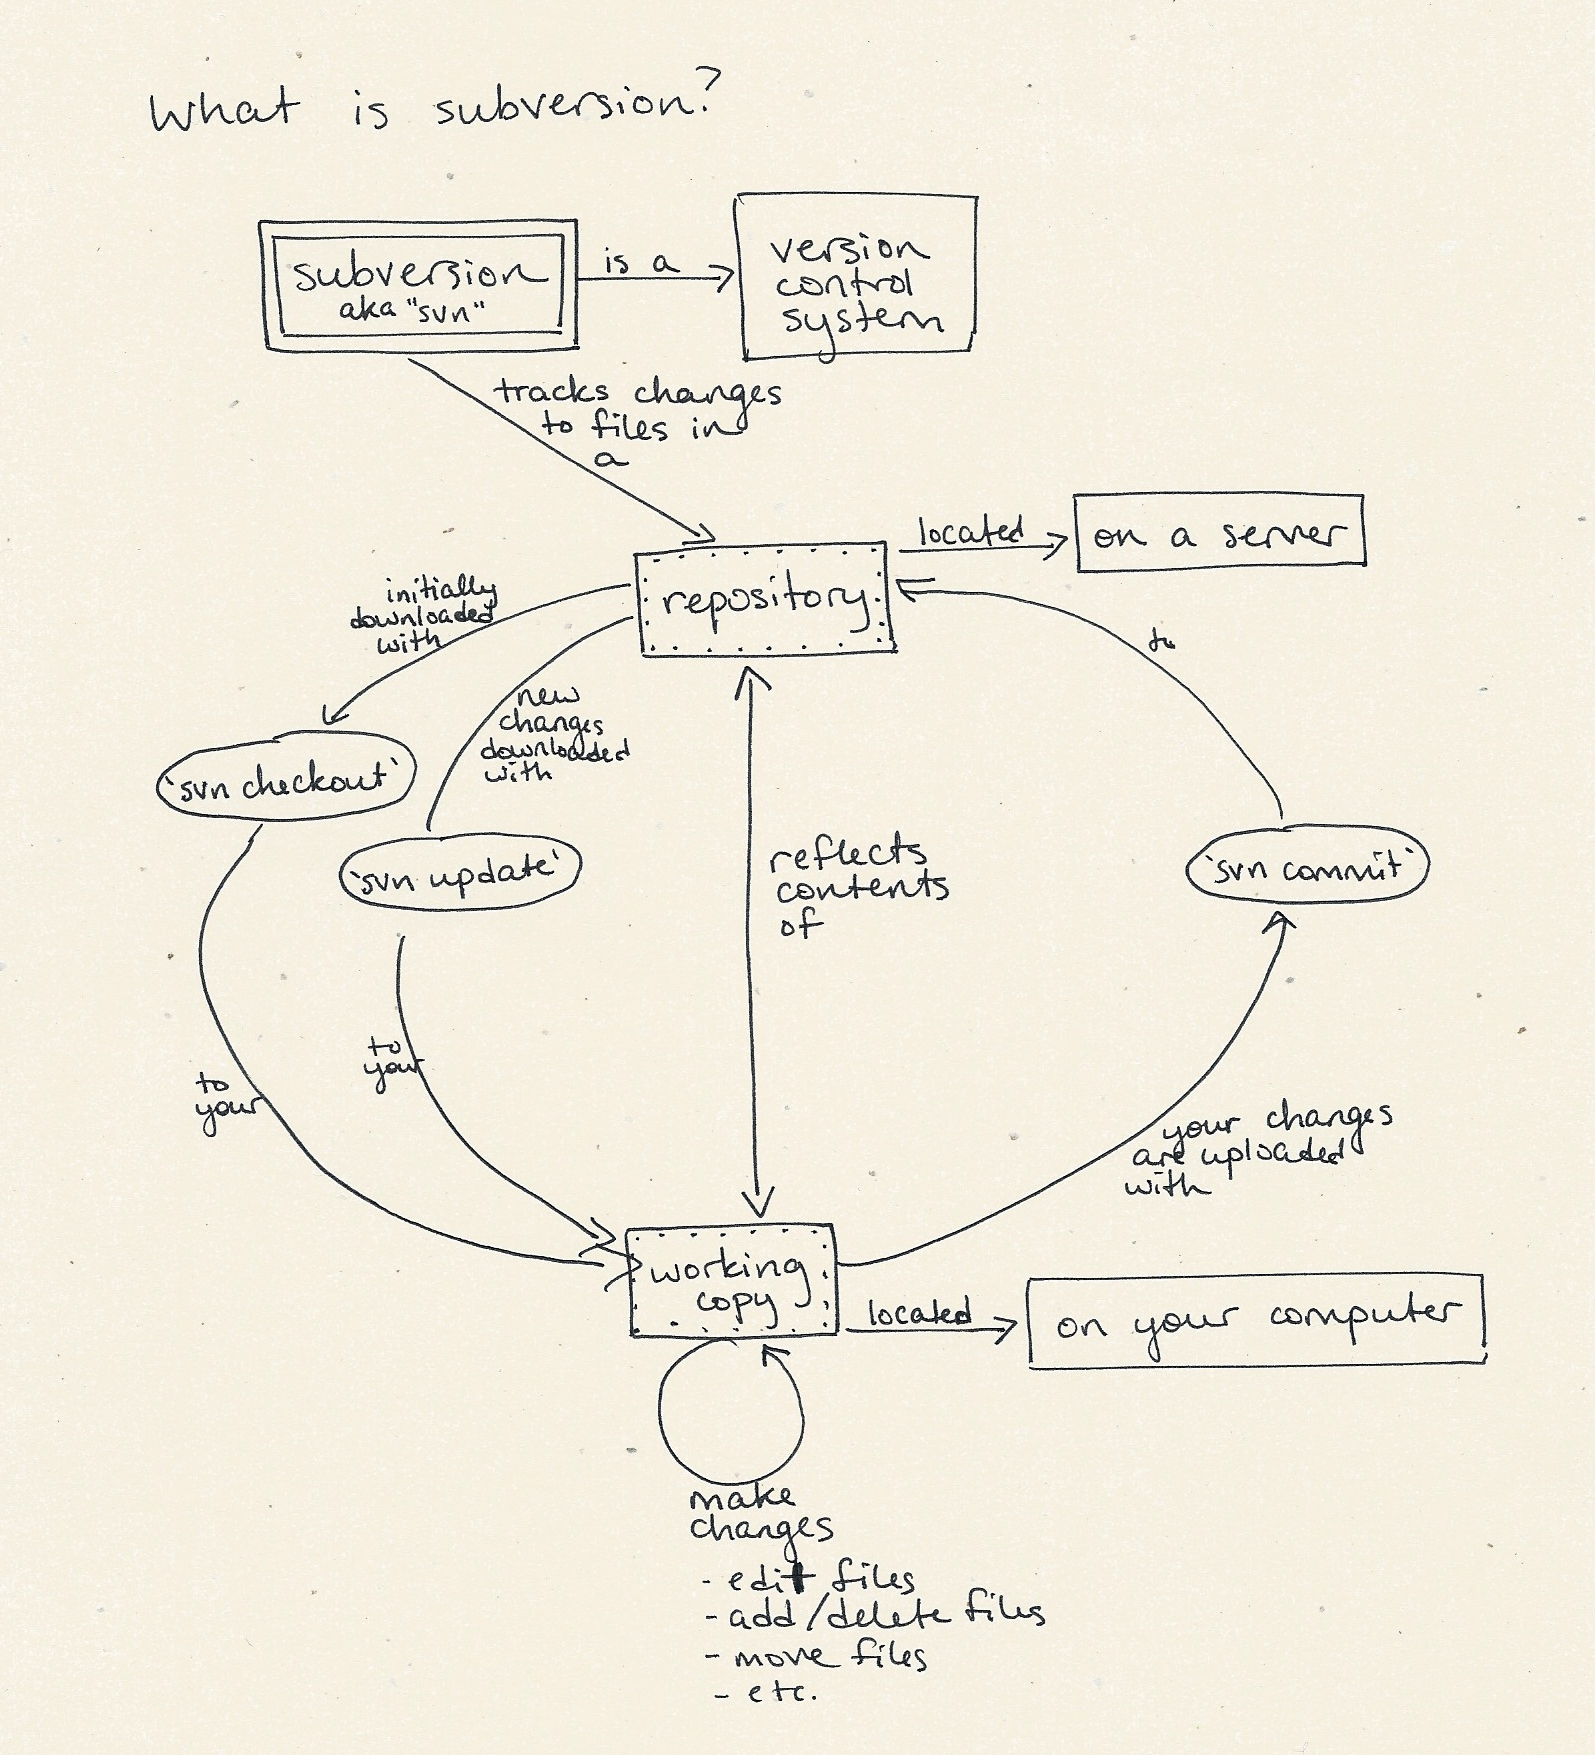 What is subversion?
subversion
aka "svn"
is a
version
control
system
tracks changes
to files in
a
repository
located
on a server
initially
downloaded
with
to
new
changes
downloaded
with
`svn checkout`
`svn update`
reflects
contents
of
`svn commit`
to
your
to
your
your changes
are uploaded
with
working
copy
located
on your computer
make
changes
- edit files
- add/delete files
- move files
- etc.